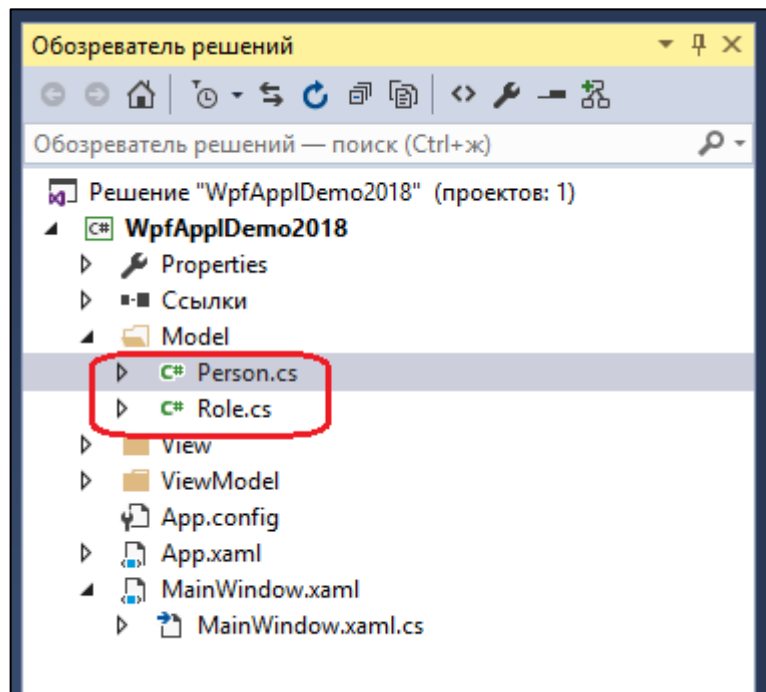 Обозреватель решений
Обозреватель решений — поиск (Ctrl+ж)
Решение "WpfApplDemo2018" (проектов: 1)
C# WpfApplDemo2018
Properties
Ссылки
Model
C# Person.cs
C# Role.cs
View
ViewModel
App.config
App.xaml
MainWindow.xaml
MainWindow.xaml.cs